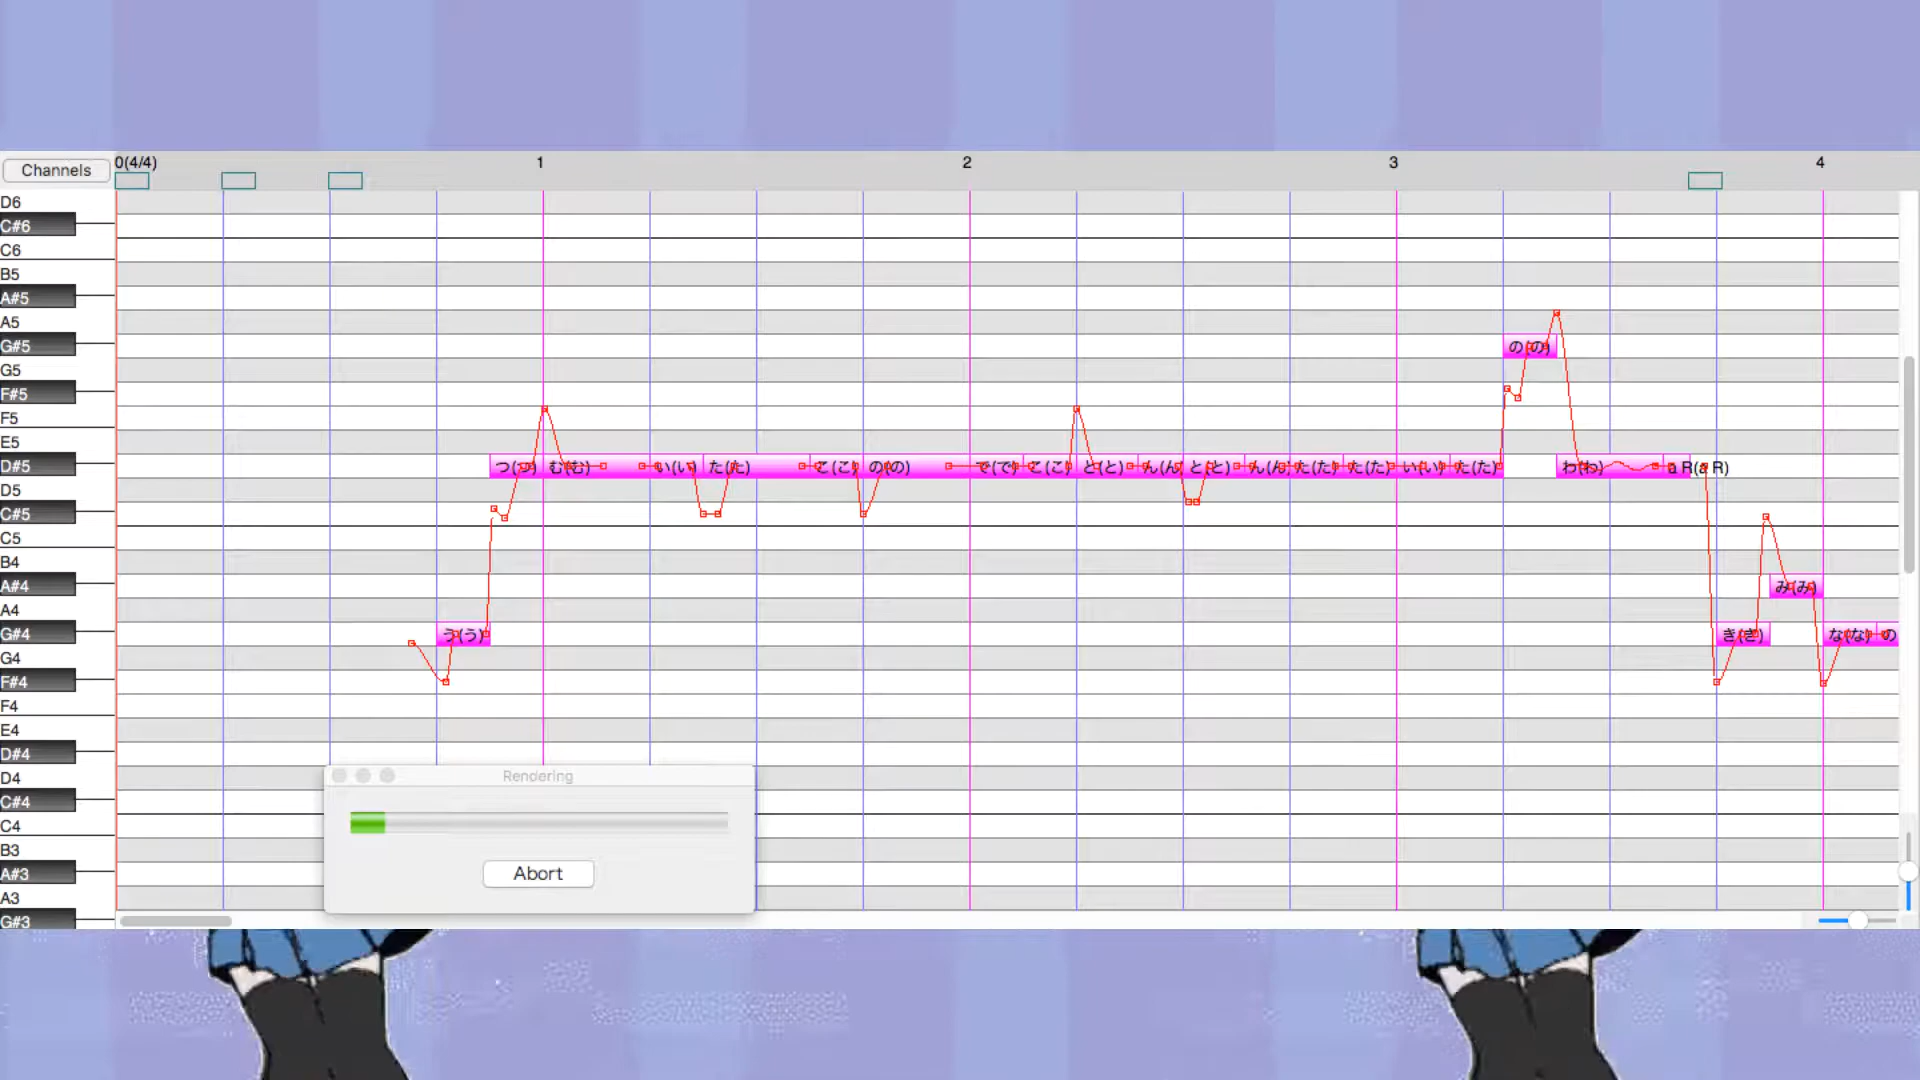 Channels
0(4/4) 1 2 3 4
D6
C#6
C6
B5
A#5
A5
G#5 の(の)
G5
F#5
F5
E5
D#5 つ(つ) む(む) い(い) た(た) こ(こ) の(の) で(で) こ(こ) と(と) ん(ん) と(と) ん(ん) た(た) た(た) い(い) た(た) わ(わ) a R(a R)
D5
C#5
C5
B4
A#4 み(み)
A4
G#4 う(う) き(き) な(な) の
G4
F#4
F4
E4
D#4
D4
C#4
C4
B3
A#3
A3
G#3
Rendering
Abort